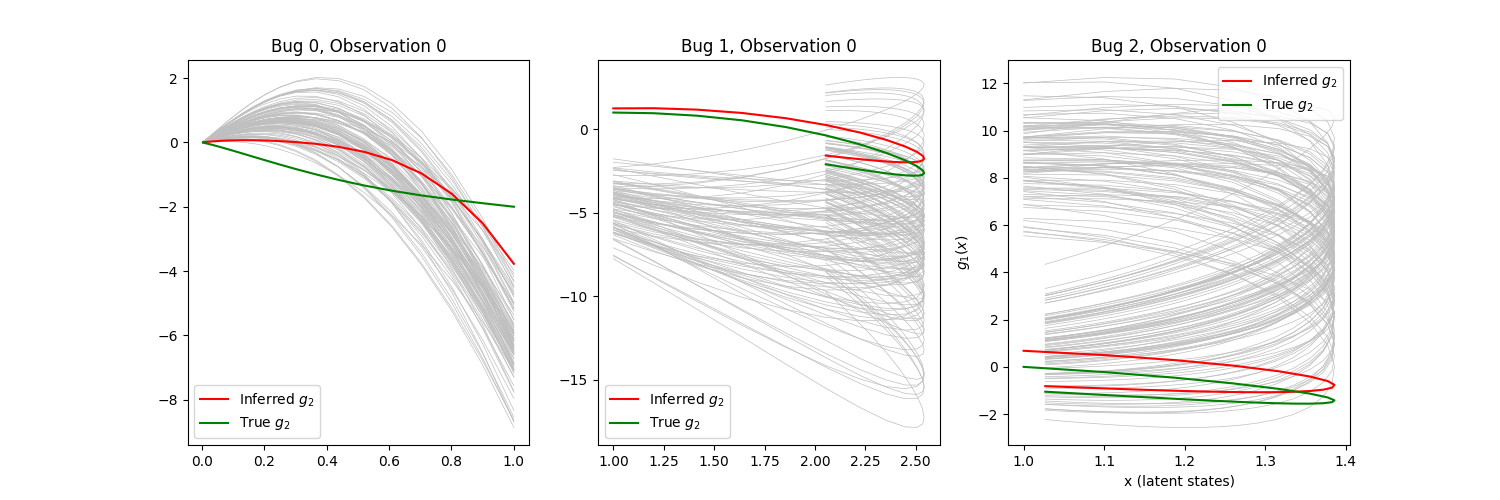 Bug 0, Observation 0
2
0
−2
−4
−6
−8
Inferred g₂
True g₂
0.0 0.2 0.4 0.6 0.8 1.0
Bug 1, Observation 0
0
−5
−10
−15
Inferred g₂
True g₂
1.00 1.25 1.50 1.75 2.00 2.25 2.50
Bug 2, Observation 0
Inferred g₂
True g₂
12
10
8
6
4
2
0
−2
g₁(x)
1.0 1.1 1.2 1.3 1.4
x (latent states)